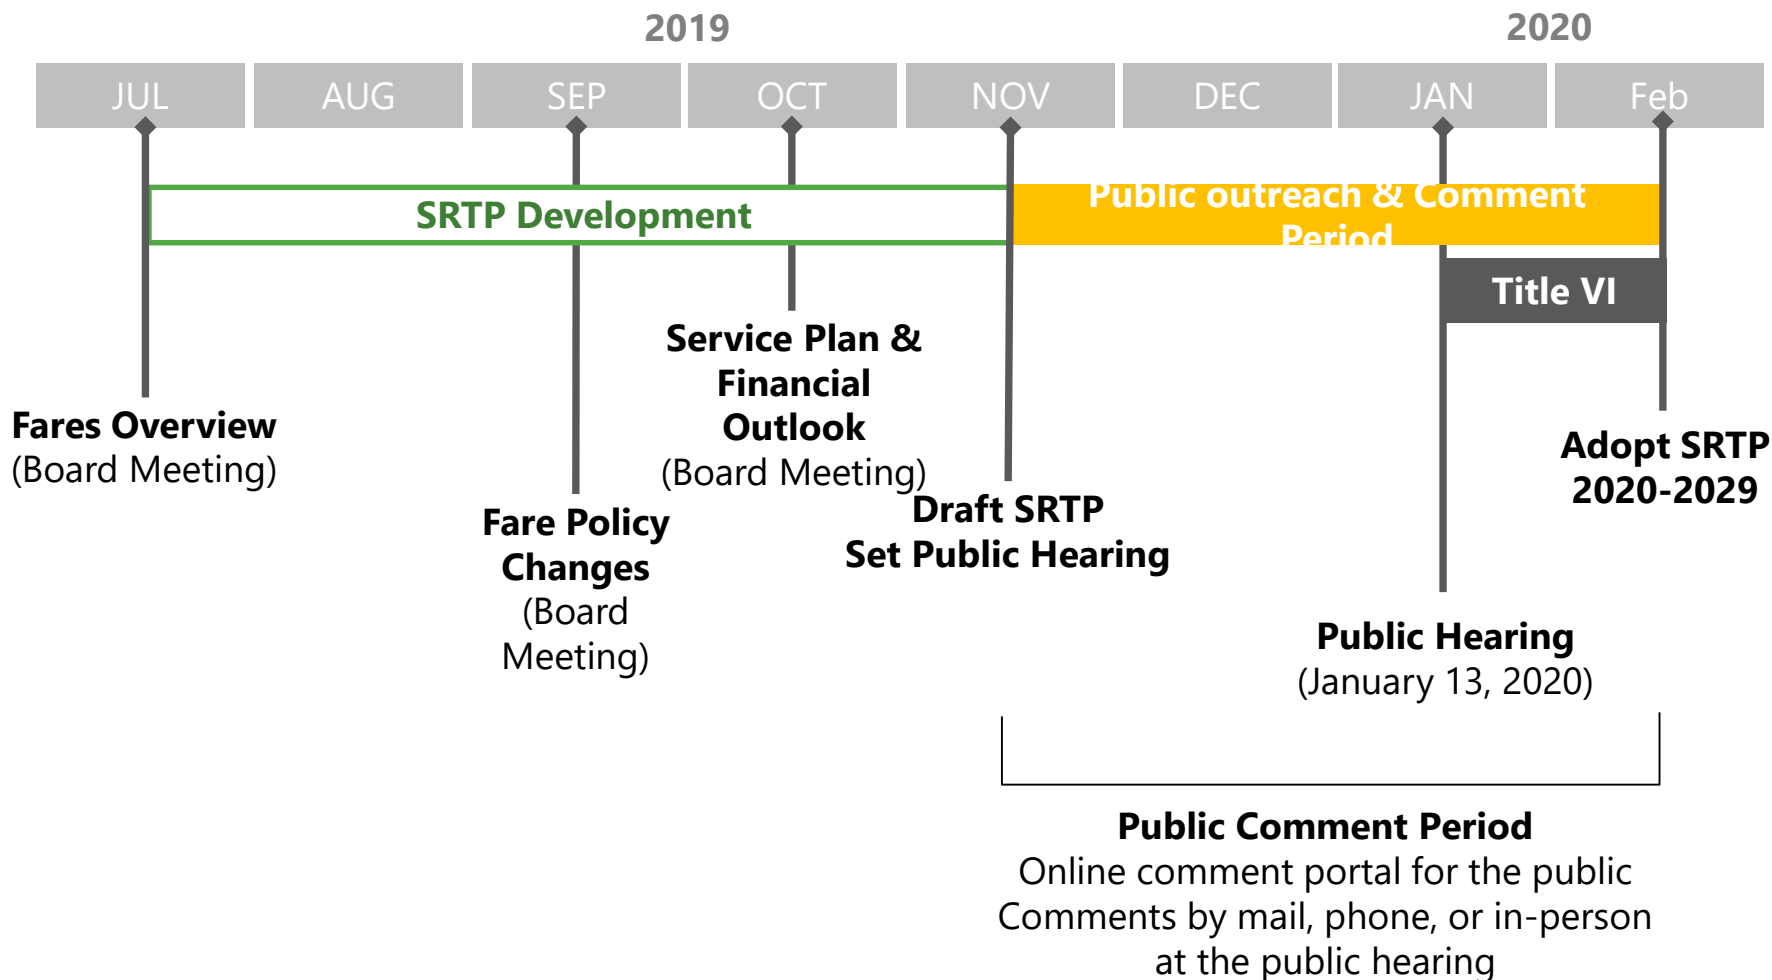 2019
2020
JUL
AUG
SEP
OCT
NOV
DEC
JAN
Feb
SRTP Development
Public outreach & Comment
Period
Title VI
Fares Overview
(Board Meeting)
Fare Policy
Changes
(Board
Meeting)
Service Plan &
Financial
Outlook
(Board Meeting)
Draft SRTP
Set Public Hearing
Public Hearing
(January 13, 2020)
Adopt SRTP
2020-2029
Public Comment Period
Online comment portal for the public
Comments by mail, phone, or in-person
at the public hearing